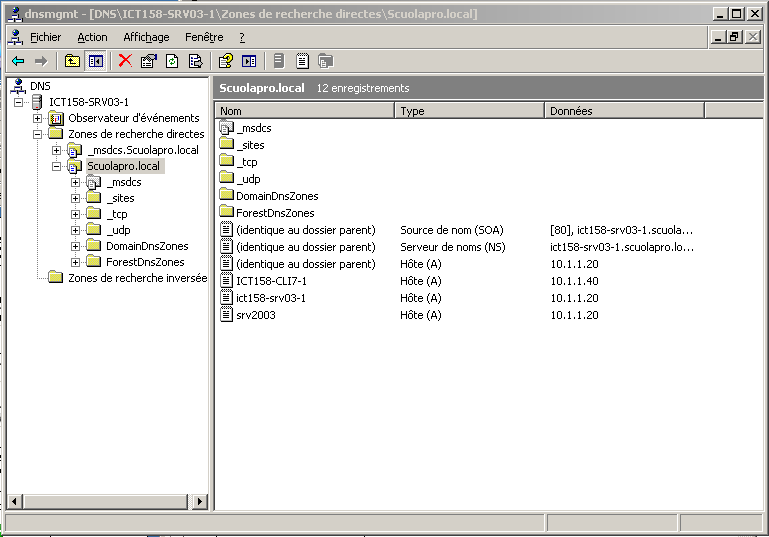 dnsmgmt - [DNS\ICT158-SRV03-1\Zones de recherche directes\Scuolapro.local]
Fichier Action Affichage Fenêtre ?
DNS
ICT158-SRV03-1
Observateur d'événements
Zones de recherche directes
_msdcs.Scuolapro.local
Scuolapro.local
_msdcs
_sites
_tcp
_udp
DomainDnsZones
ForestDnsZones
Zones de recherche inversée
Scuolapro.local 12 enregistrements
Nom Type Données
_msdcs
_sites
_tcp
_udp
DomainDnsZones
ForestDnsZones
(identique au dossier parent) Source de nom (SOA) [80], ict158-srv03-1.scuola...
(identique au dossier parent) Serveur de noms (NS) ict158-srv03-1.scuolapro.lo...
(identique au dossier parent) Hôte (A) 10.1.1.20
ICT158-CLI7-1 Hôte (A) 10.1.1.40
ict158-srv03-1 Hôte (A) 10.1.1.20
srv2003 Hôte (A) 10.1.1.20